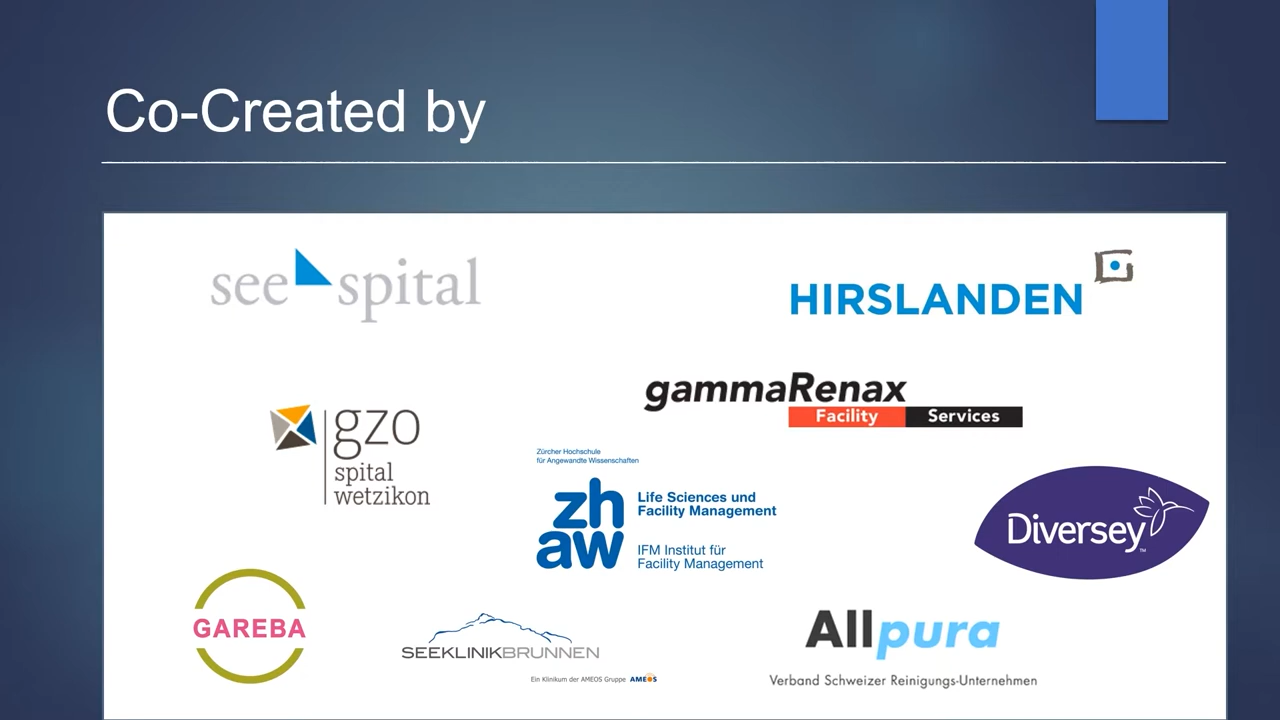 Co-Created by
see spital
HIRSLANDEN
gammaRenax
Facility Services
gzo
spital
wetzikon
Zürcher Hochschule
für Angewandte Wissenschaften
zh
aw
Life Sciences und
Facility Management
IFM Institut für
Facility Management
Diversey™
GAREBA
SEEKLINIKBRUNNEN
Ein Klinikum der AMEOS Gruppe AMEOS
Allpura
Verband Schweizer Reinigungs-Unternehmen